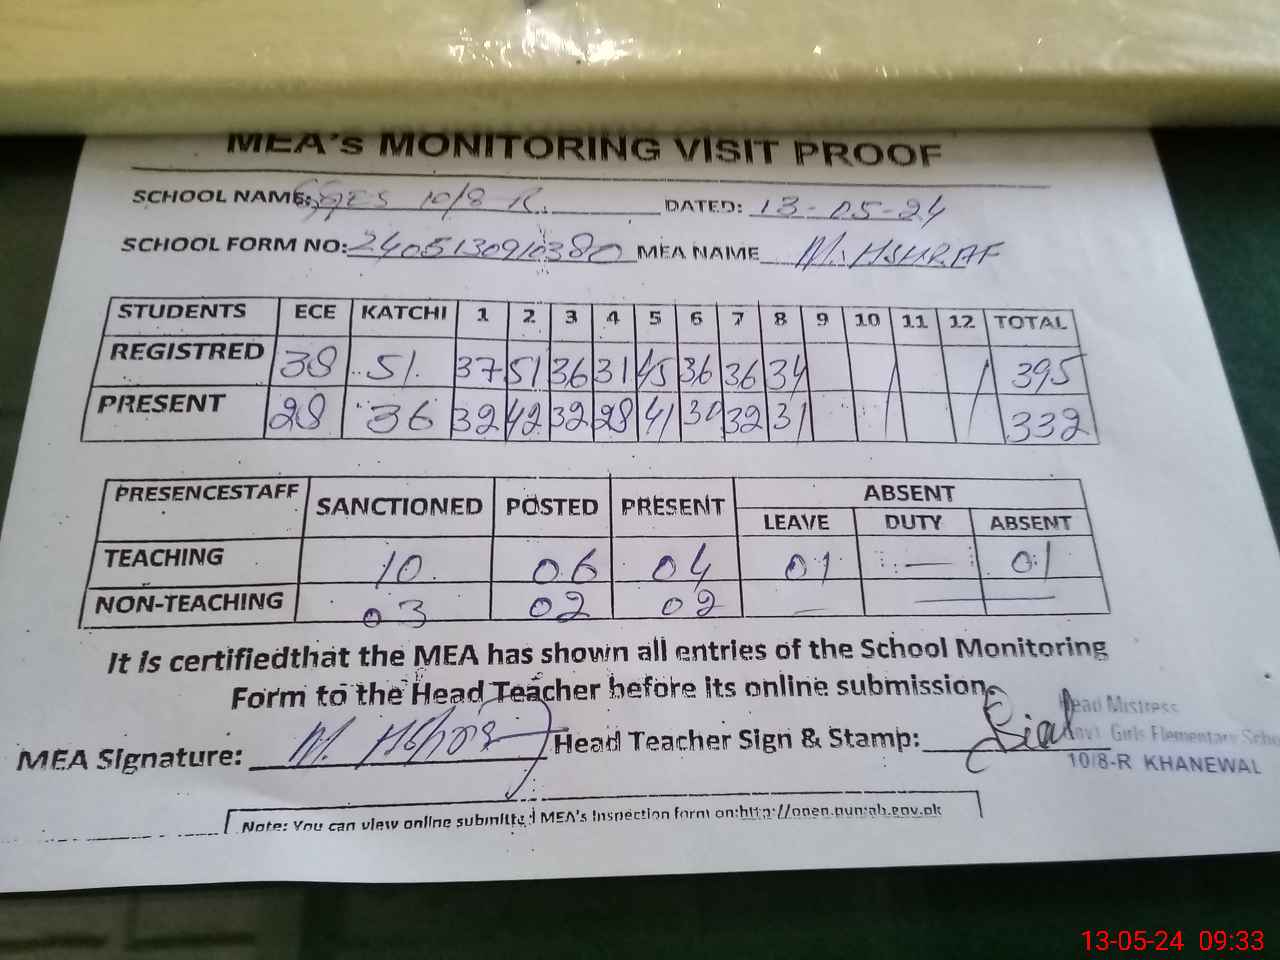 MEA's MONITORING VISIT PROOF
SCHOOL NAME: GGES 10/8 R. DATED: 13-05-24
SCHOOL FORM NO: 2405130910380 MEA NAME M. ASHRAF
STUDENTS ECE KATCHI 1 2 3 4 5 6 7 8 9 10 11 12 TOTAL
REGISTRED 38 51 37 51 36 31 45 36 36 34 395
PRESENT 28 36 32 42 32 28 41 30 32 31 332
PRESENCESTAFF SANCTIONED POSTED PRESENT ABSENT
LEAVE DUTY ABSENT
TEACHING 10 06 04 01 — 01
NON-TEACHING 03 02 02 — —
It is certifiedthat the MEA has shown all entries of the School Monitoring
Form to the Head Teacher before its online submission.
Head Mistress
MEA Signature: M. Ashraf Head Teacher Sign & Stamp: Govt Girls Elementary Scho
10/8-R KHANEWAL
Note: You can view online submitted MEA's Inspection form on:http://open.punjab.gov.pk
13-05-24 09:33